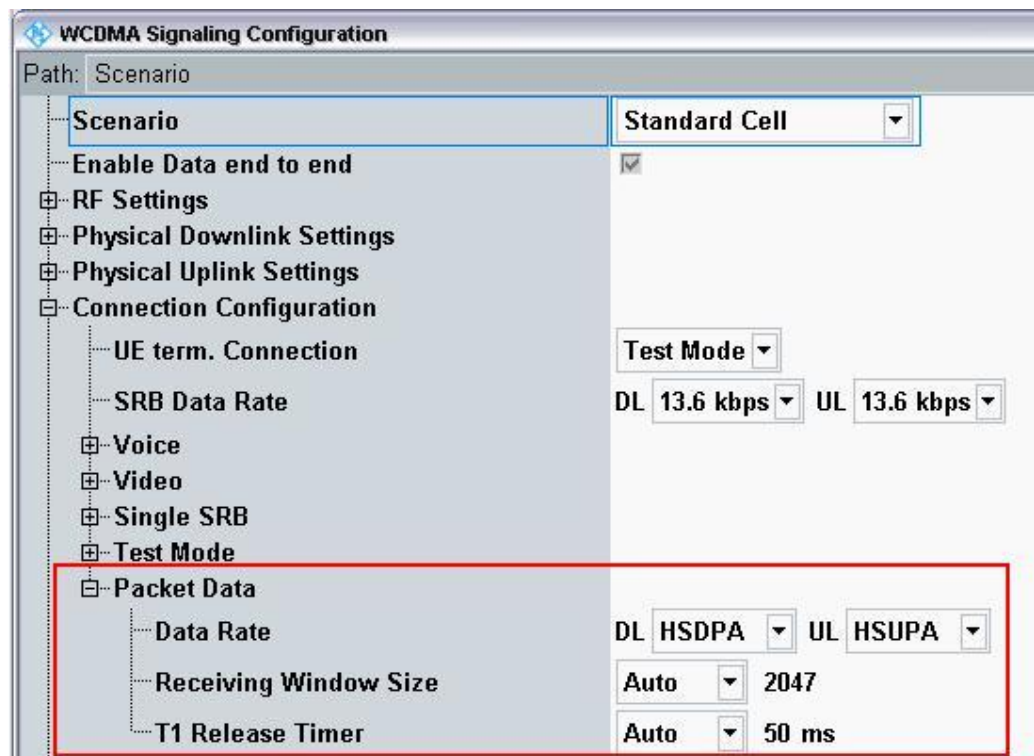 WCDMA Signaling Configuration
Path: Scenario
Scenario Standard Cell
Enable Data end to end
RF Settings
Physical Downlink Settings
Physical Uplink Settings
Connection Configuration
UE term. Connection Test Mode
SRB Data Rate DL 13.6 kbps UL 13.6 kbps
Voice
Video
Single SRB
Test Mode
Packet Data
Data Rate DL HSDPA UL HSUPA
Receiving Window Size Auto 2047
T1 Release Timer Auto 50 ms